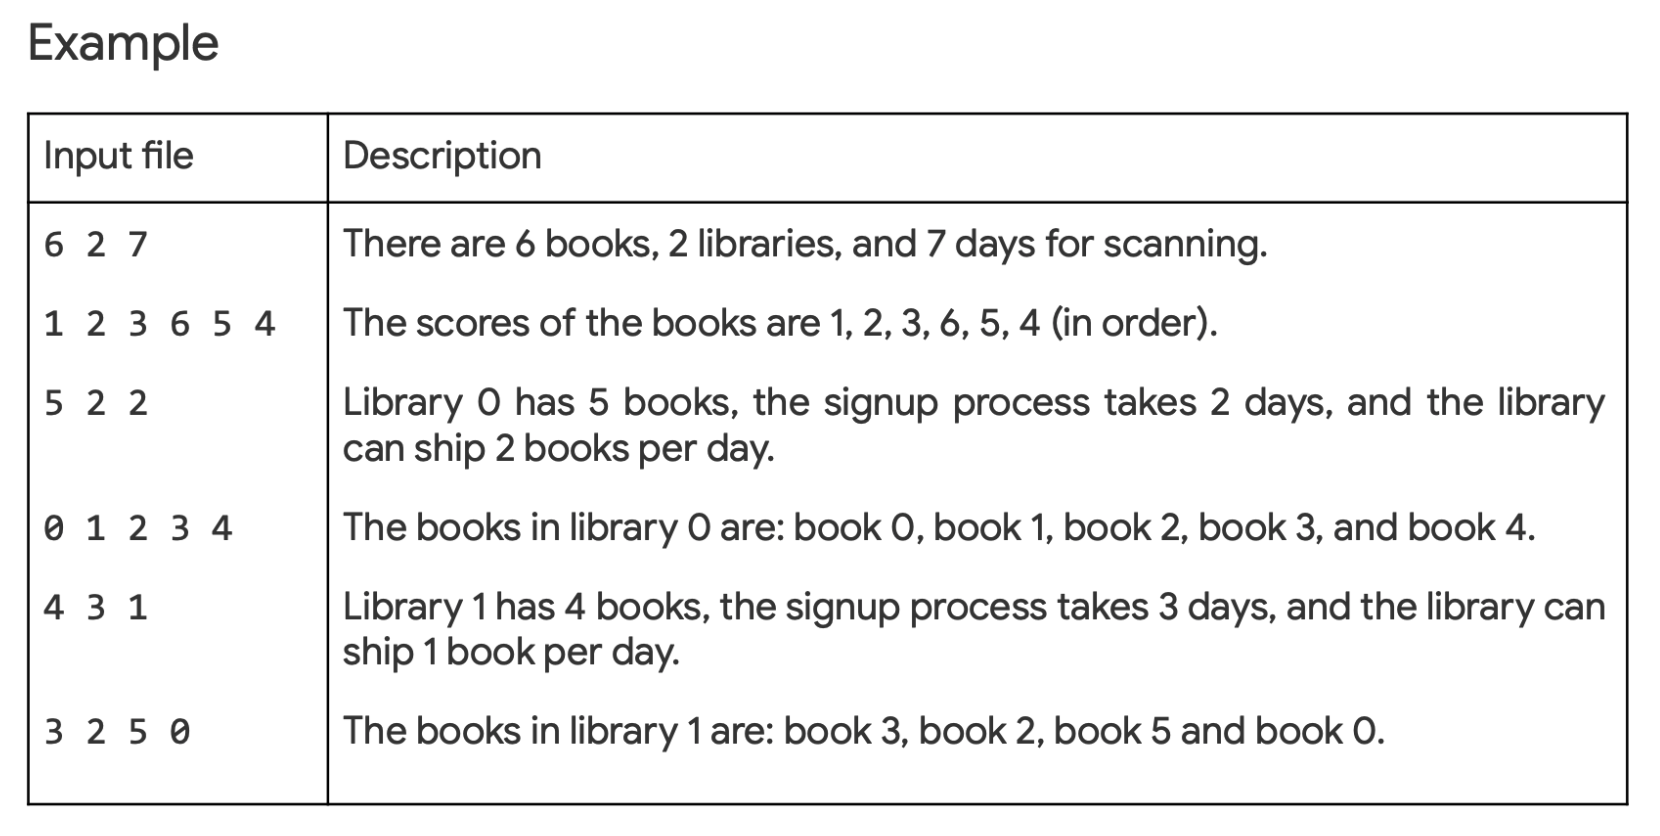 Example
Input file Description
6 2 7 There are 6 books, 2 libraries, and 7 days for scanning.
1 2 3 6 5 4 The scores of the books are 1, 2, 3, 6, 5, 4 (in order).
5 2 2 Library 0 has 5 books, the signup process takes 2 days, and the library
can ship 2 books per day.
0 1 2 3 4 The books in library 0 are: book 0, book 1, book 2, book 3, and book 4.
4 3 1 Library 1 has 4 books, the signup process takes 3 days, and the library can
ship 1 book per day.
3 2 5 0 The books in library 1 are: book 3, book 2, book 5 and book 0.